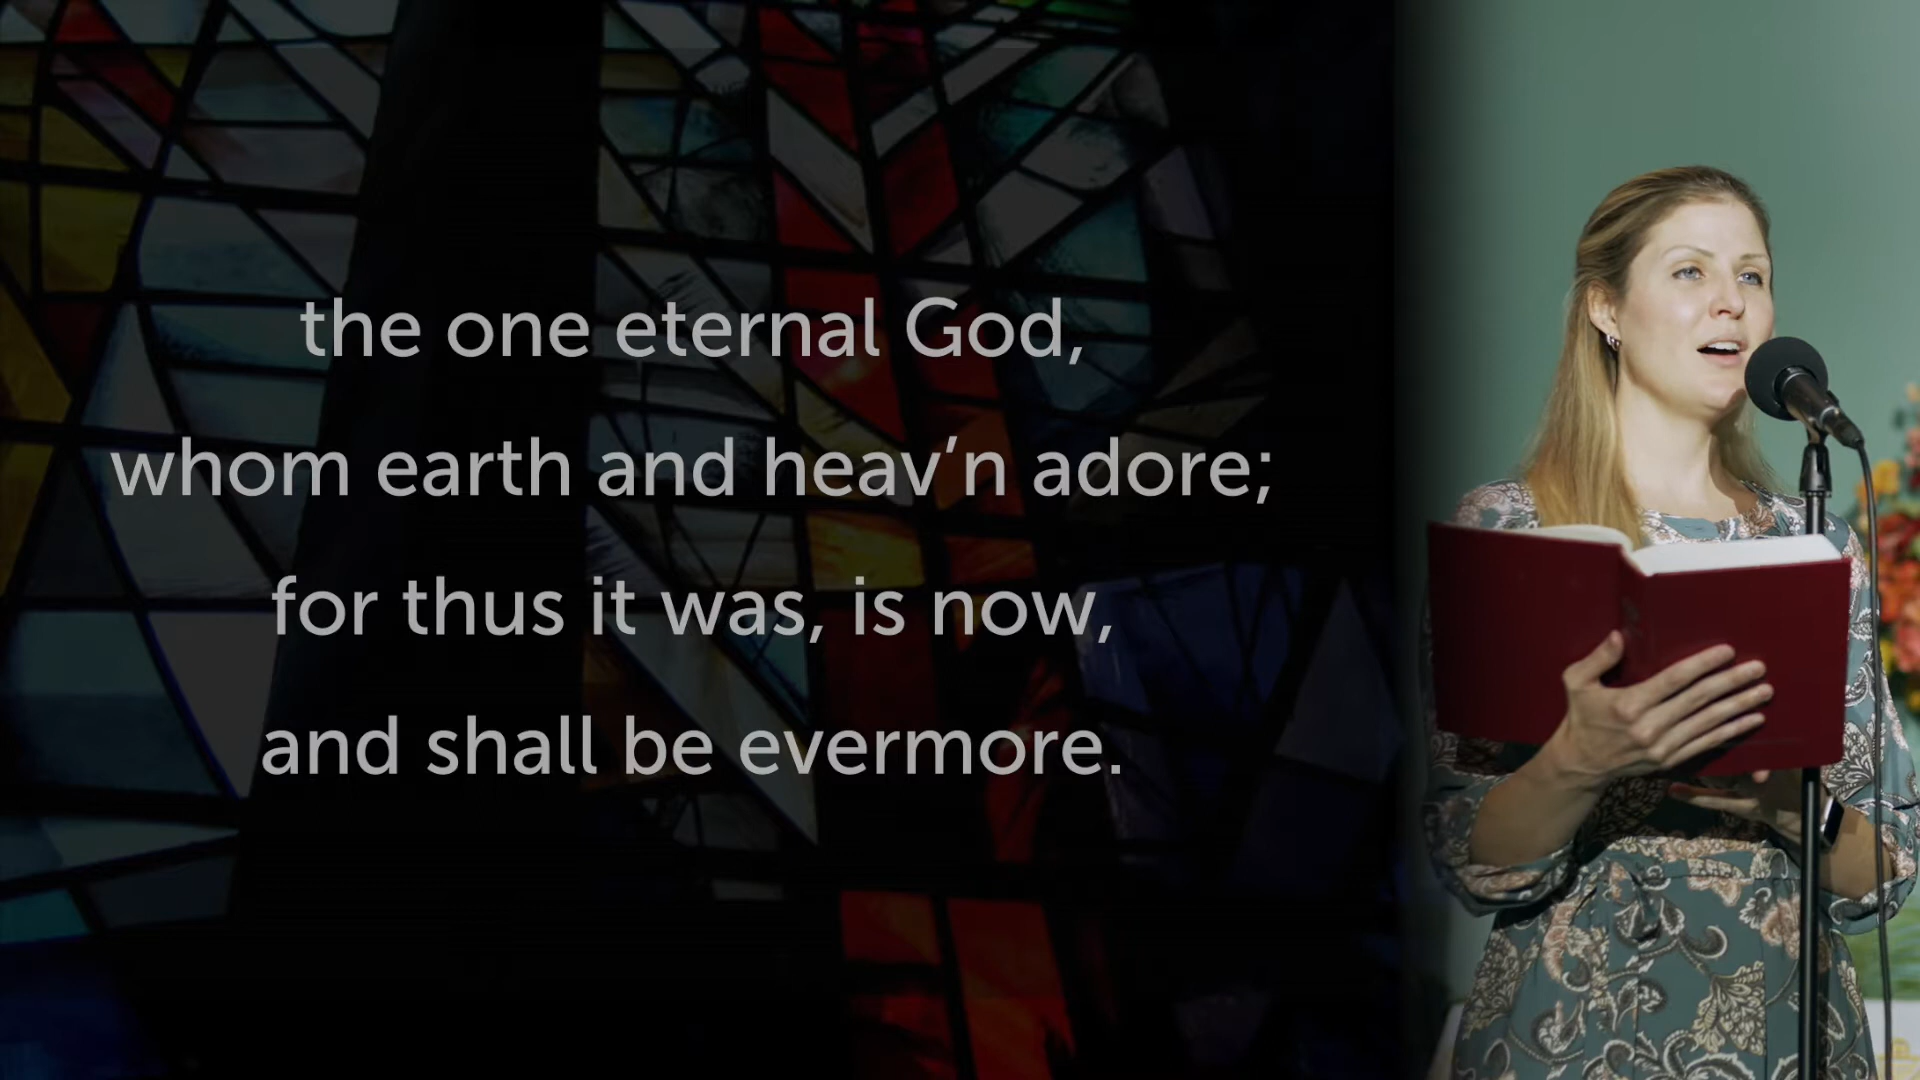 the one eternal God,
whom earth and heav’n adore;
for thus it was, is now,
and shall be evermore.